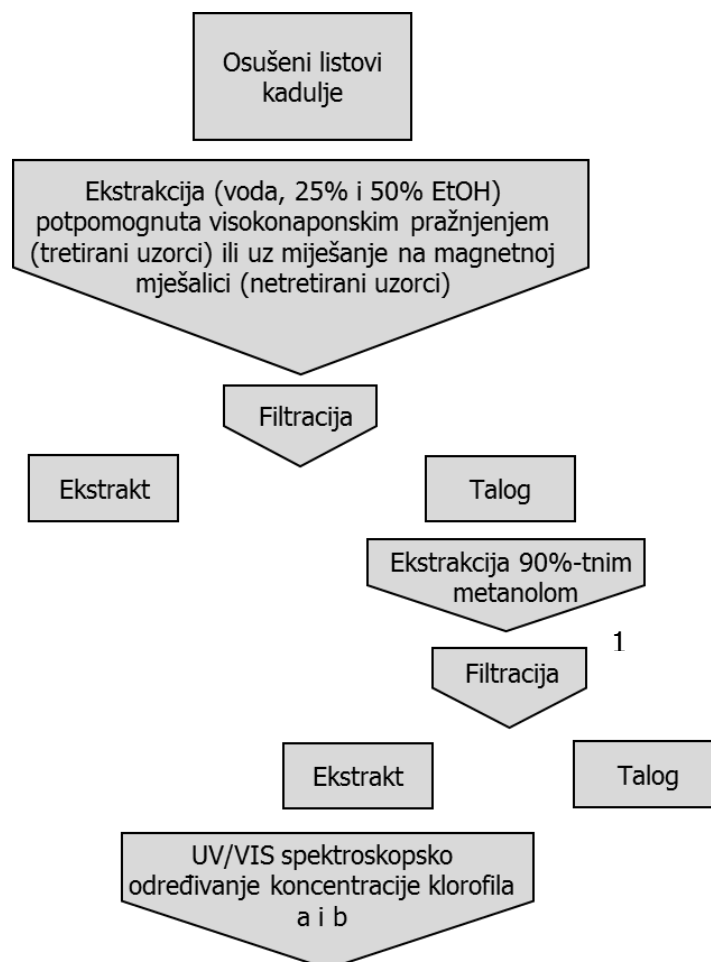 Osušeni listovi
kadulje
Ekstrakcija (voda, 25% i 50% EtOH)
potpomognuta visokonaponskim pražnjenjem
(tretirani uzorci) ili uz miješanje na magnetnoj
mješalici (netretirani uzorci)
Filtracija
Ekstrakt
Talog
Ekstrakcija 90%-tnim
metanolom
1
Filtracija
Ekstrakt
Talog
UV/VIS spektroskopsko
određivanje koncentracije klorofila
a i b